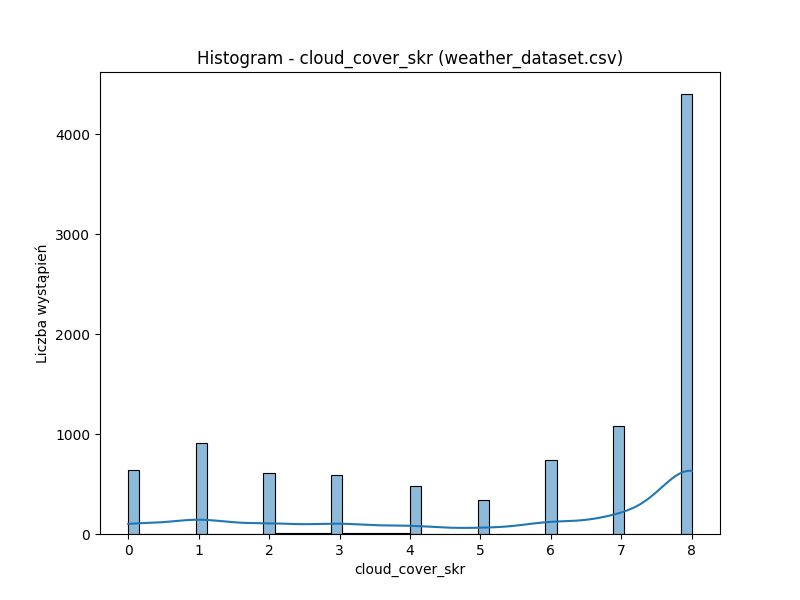 Histogram - cloud_cover_skr (weather_dataset.csv)
Liczba wystąpień
4000
3000
2000
1000
0
0 1 2 3 4 5 6 7 8
cloud_cover_skr